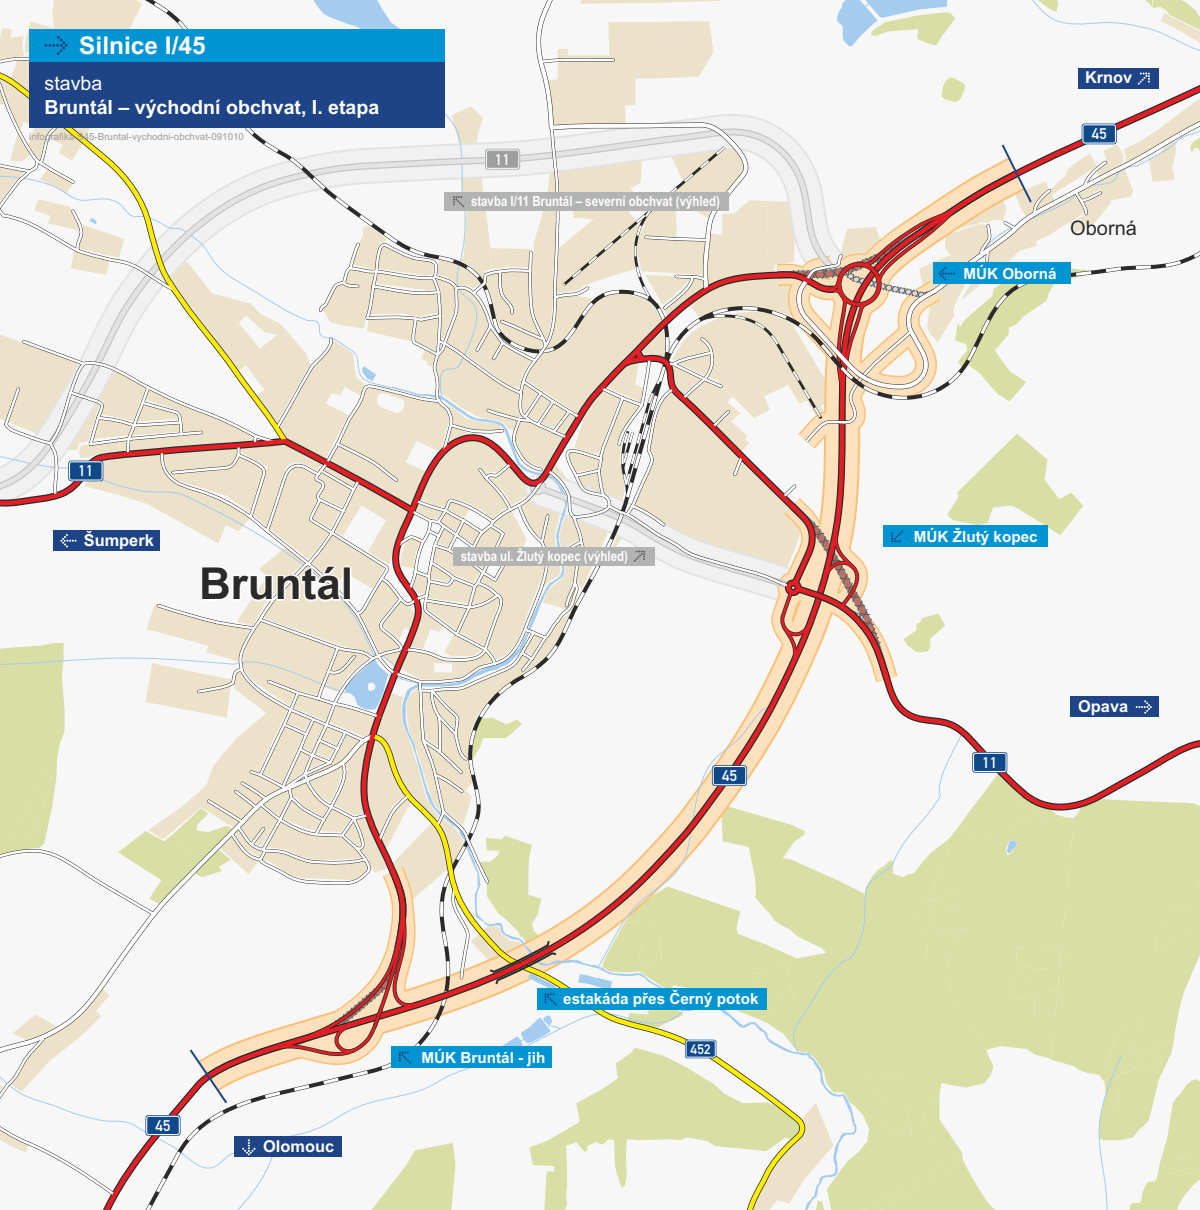 Silnice I/45
stavba
Bruntál – východní obchvat, I. etapa
Krnov
45
11
stavba I/11 Bruntál – severní obchvat (výhled)
Oborná
MÚK Oborná
11
Šumperk
MÚK Žlutý kopec
stavba ul. Žlutý kopec (výhled)
Bruntál
Opava
11
45
estakáda přes Černý potok
452
MÚK Bruntál - jih
45
Olomouc